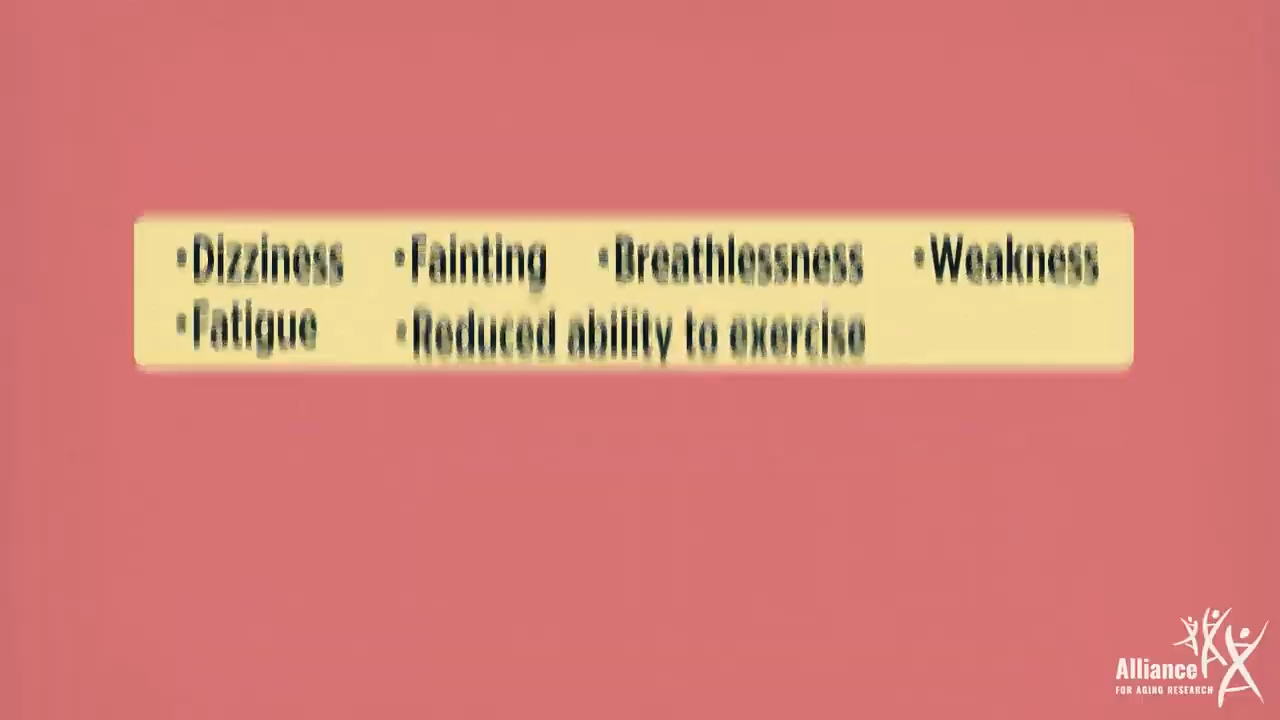 •Dizziness •Fainting •Breathlessness •Weakness
•Fatigue •Reduced ability to exercise
Alliance
FOR AGING RESEARCH